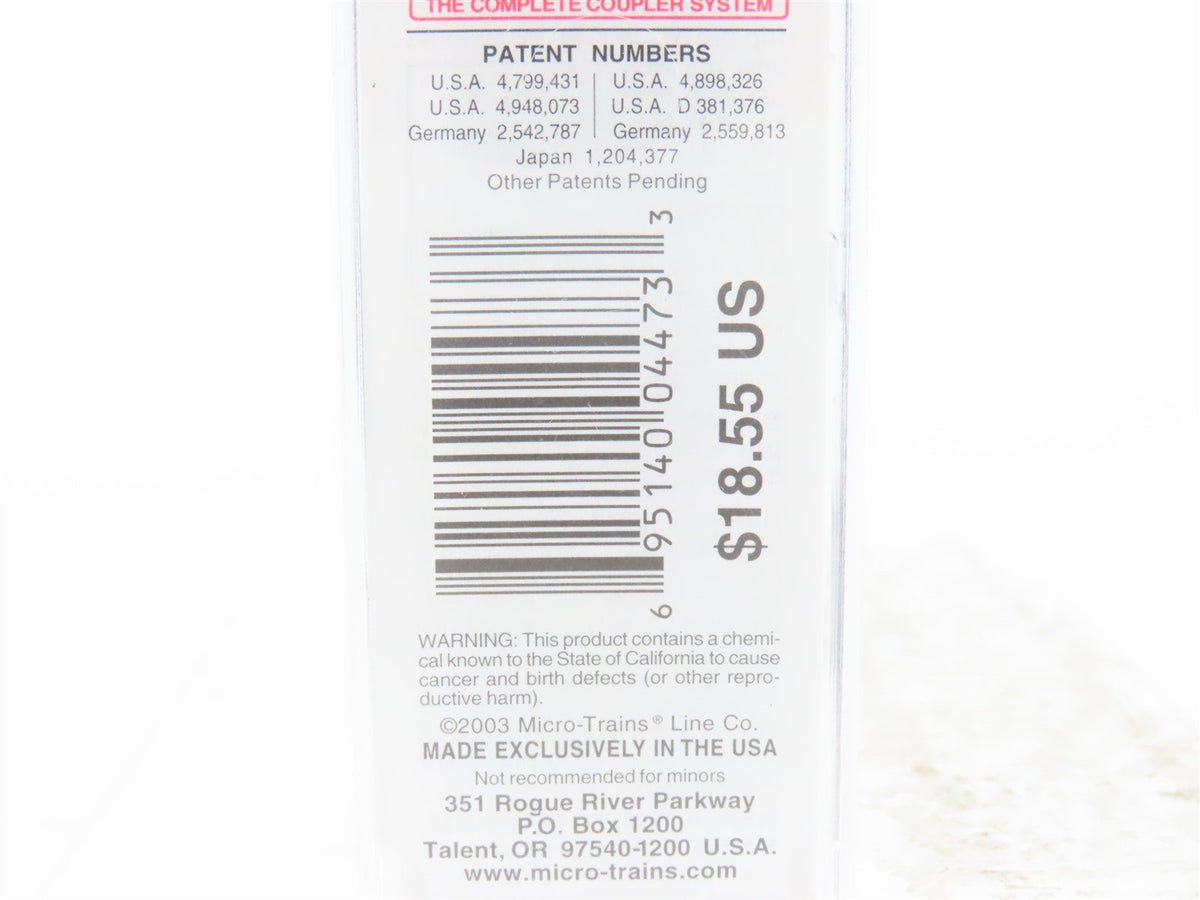 THE COMPLETE COUPLER SYSTEM
PATENT NUMBERS
U.S.A. 4,799,431 | U.S.A. 4,898,326
U.S.A. 4,948,073 | U.S.A. D 381,376
Germany 2,542,787 | Germany 2,559,813
Japan 1,204,377
Other Patents Pending
6 95140 04473 3
$18.55 US
WARNING: This product contains a chemi-
cal known to the State of California to cause
cancer and birth defects (or other repro-
ductive harm).
©2003 Micro-Trains® Line Co.
MADE EXCLUSIVELY IN THE USA
Not recommended for minors
351 Rogue River Parkway
P.O. Box 1200
Talent, OR 97540-1200 U.S.A.
www.micro-trains.com